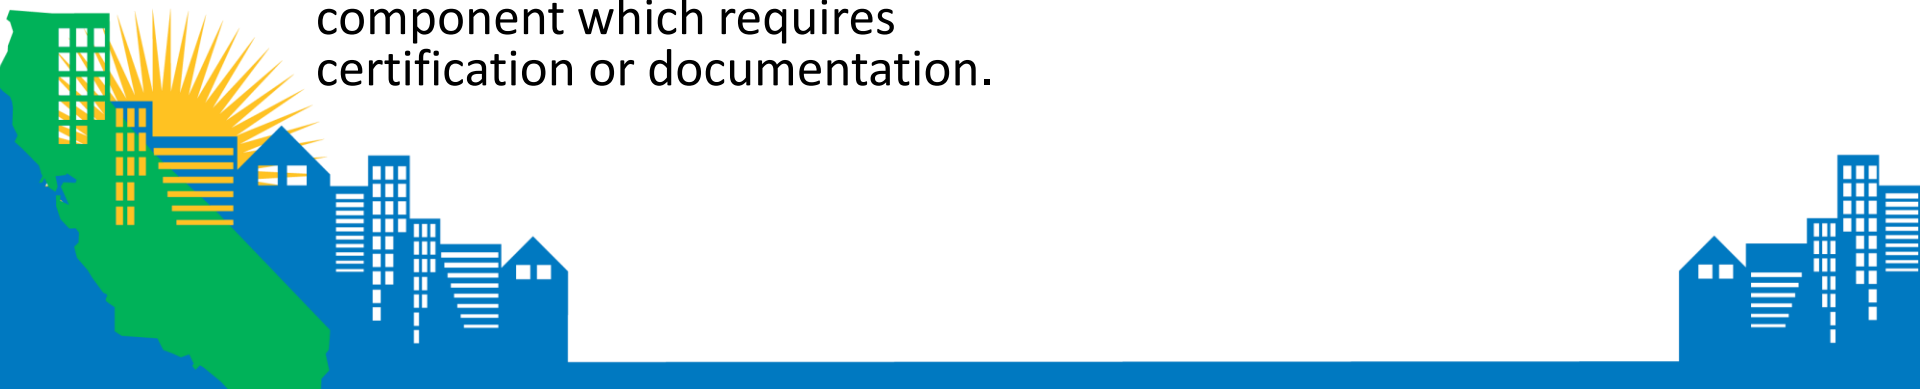 component which requires
certification or documentation.